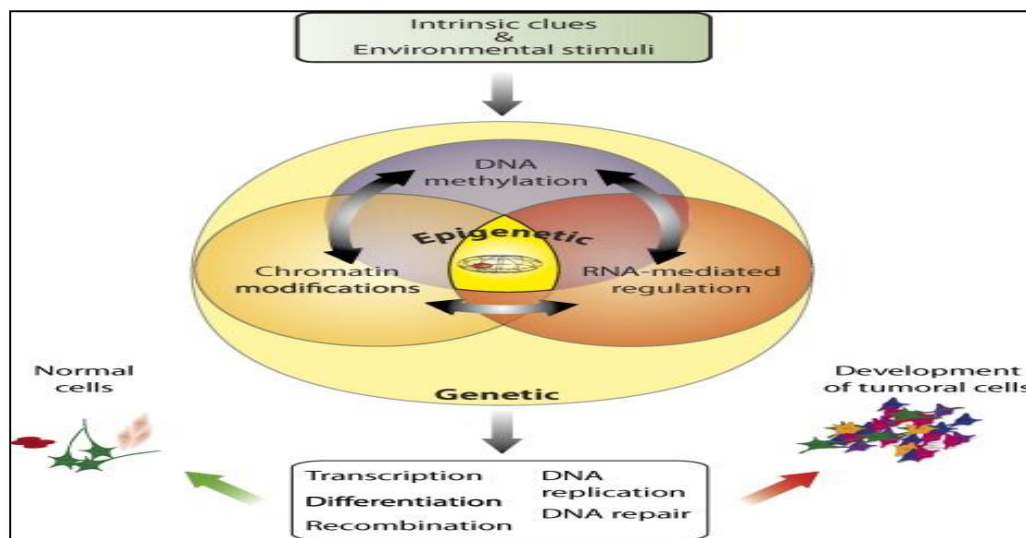 Intrinsic clues
&
Environmental stimuli
DNA
methylation
Epigenetic
Chromatin
modifications
RNA-mediated
regulation
Genetic
Normal
cells
Development
of tumoral cells
Transcription
Differentiation
Recombination
DNA
replication
DNA repair